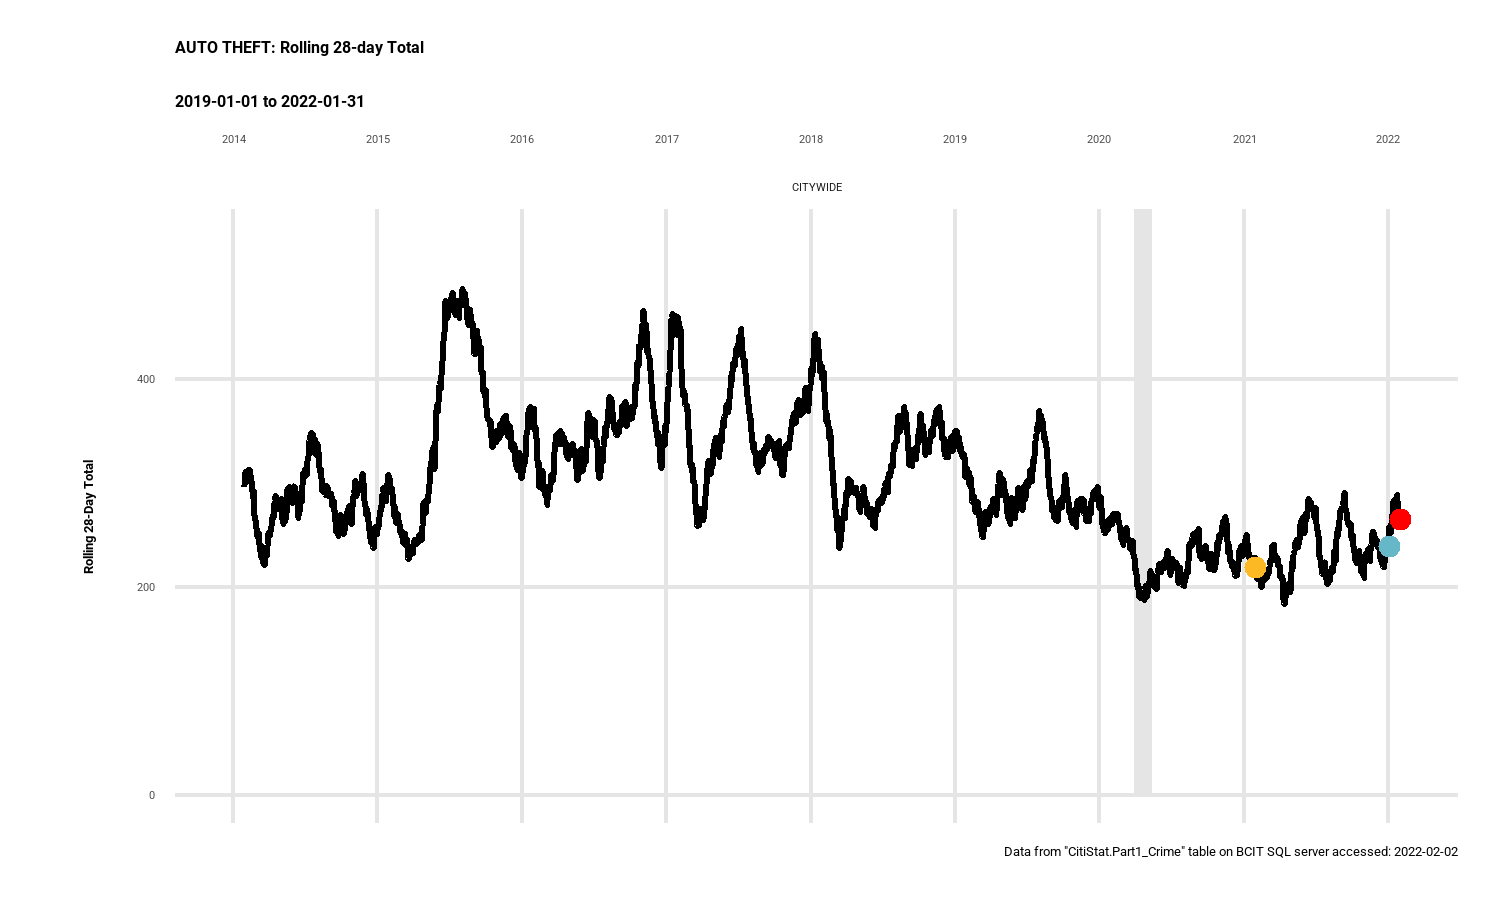 AUTO THEFT: Rolling 28-day Total
2019-01-01 to 2022-01-31
2014 2015 2016 2017 2018 2019 2020 2021 2022
CITYWIDE
Rolling 28-Day Total
400
200
0
Data from "CitiStat.Part1_Crime" table on BCIT SQL server accessed: 2022-02-02